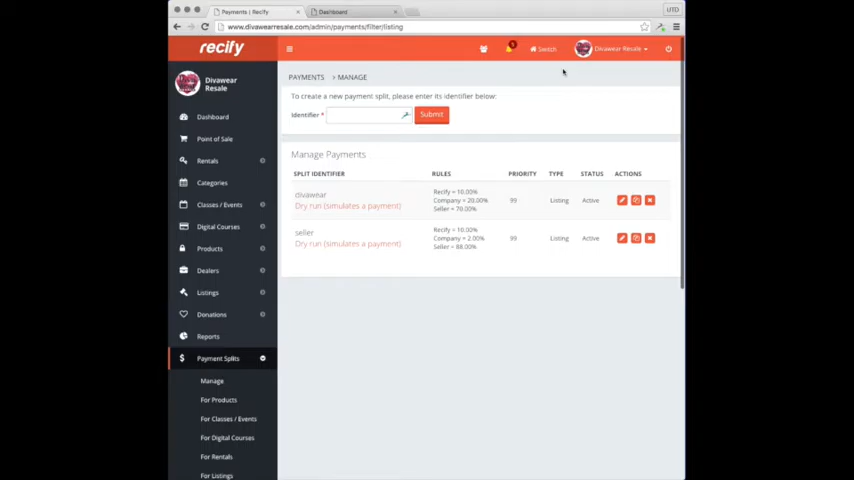 Payments | Recify
Dashboard
UTD
www.divawearresale.com/admin/payments/filter/listing
recify
5
Switch
Divawear Resale
Divawear
Resale
Dashboard
Point of Sale
Rentals
Categories
Classes / Events
Digital Courses
Products
Dealers
Listings
Donations
Reports
Payment Splits
Manage
For Products
For Classes / Events
For Digital Courses
For Rentals
For Listings
PAYMENTS > MANAGE
To create a new payment split, please enter its identifier below:
Identifier * Submit
Manage Payments
SPLIT IDENTIFIER RULES PRIORITY TYPE STATUS ACTIONS
divawear
Dry run (simulates a payment)
Recify = 10.00%
Company = 20.00%
Seller = 70.00%
99 Listing Active
seller
Dry run (simulates a payment)
Recify = 10.00%
Company = 2.00%
Seller = 88.00%
99 Listing Active